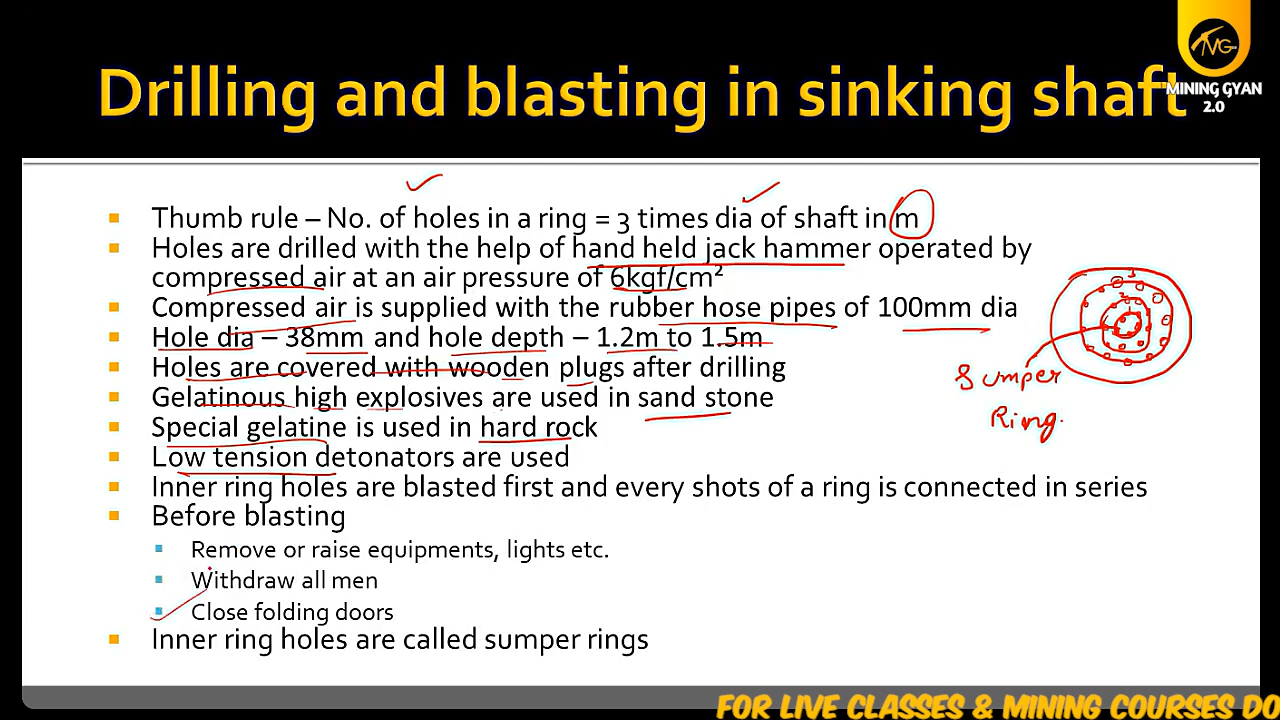 TMG
MINING GYAN
2.0
Drilling and blasting in sinking shaft
Thumb rule – No. of holes in a ring = 3 times dia of shaft in m
Holes are drilled with the help of hand held jack hammer operated by
compressed air at an air pressure of 6kgf/cm²
Compressed air is supplied with the rubber hose pipes of 100mm dia
Hole dia – 38mm and hole depth – 1.2m to 1.5m
Holes are covered with wooden plugs after drilling
Gelatinous high explosives are used in sand stone
Special gelatine is used in hard rock
Low tension detonators are used
Inner ring holes are blasted first and every shots of a ring is connected in series
Before blasting
Remove or raise equipments, lights etc.
Withdraw all men
Close folding doors
Inner ring holes are called sumper rings
Sumper
Ring.
FOR LIVE CLASSES & MINING COURSES DO